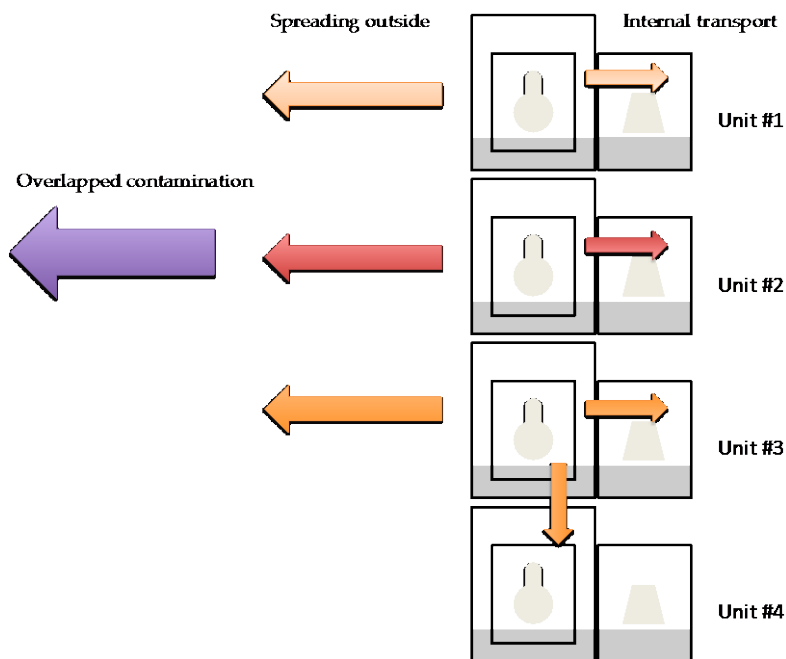 Spreading outside
Internal transport
Unit #1
Overlapped contamination
Unit #2
Unit #3
Unit #4